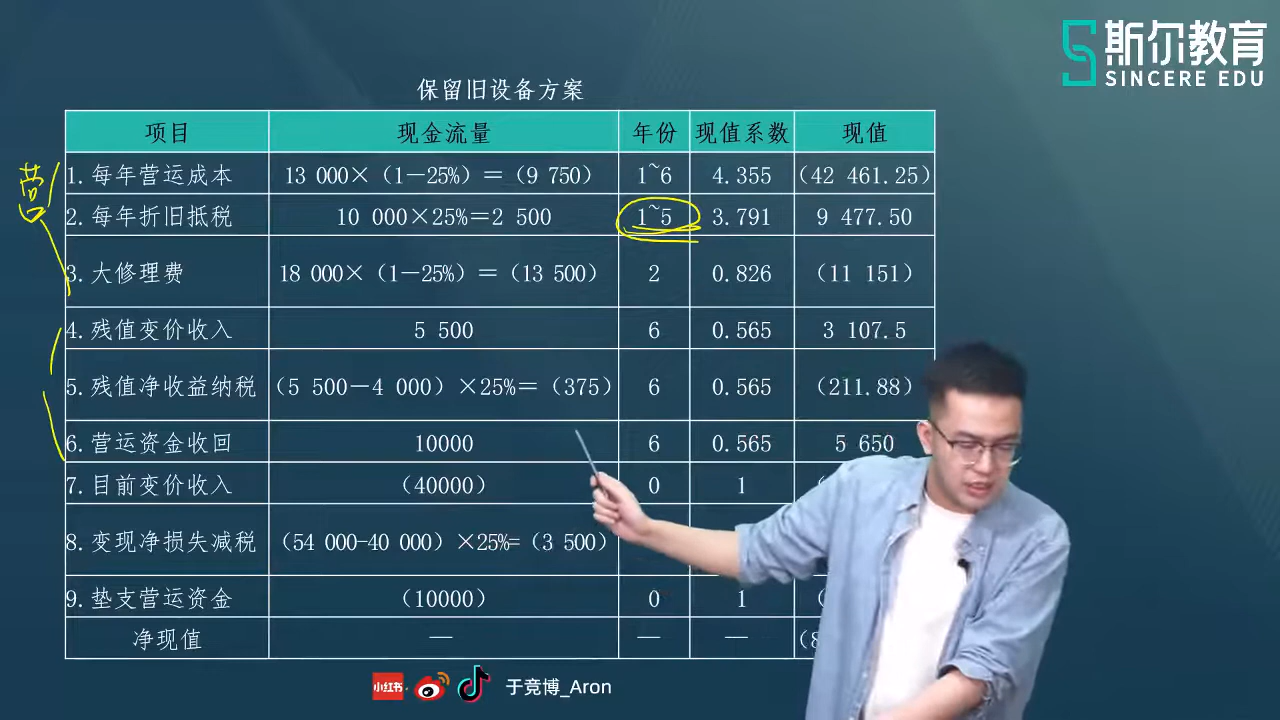 斯尔教育
SINCERE EDU
保留旧设备方案
项目 现金流量 年份 现值系数 现值
营
1.每年营运成本 13 000×（1－25%）＝（9 750） 1~6 4.355 （42 461.25）
2.每年折旧抵税 10 000×25%＝2 500 1~5 3.791 9 477.50
3.大修理费 18 000×（1－25%）＝（13 500） 2 0.826 （11 151）
4.残值变价收入 5 500 6 0.565 3 107.5
5.残值净收益纳税 （5 500－4 000）×25%＝（375） 6 0.565 （211.88）
6.营运资金收回 10000 6 0.565 5 650
7.目前变价收入 （40000） 0 1 （
8.变现净损失减税 （54 000-40 000）×25%=（3 500）
9.垫支营运资金 （10000） 0 1 （
净现值 — — — （8
小红书 于竞博_Aron